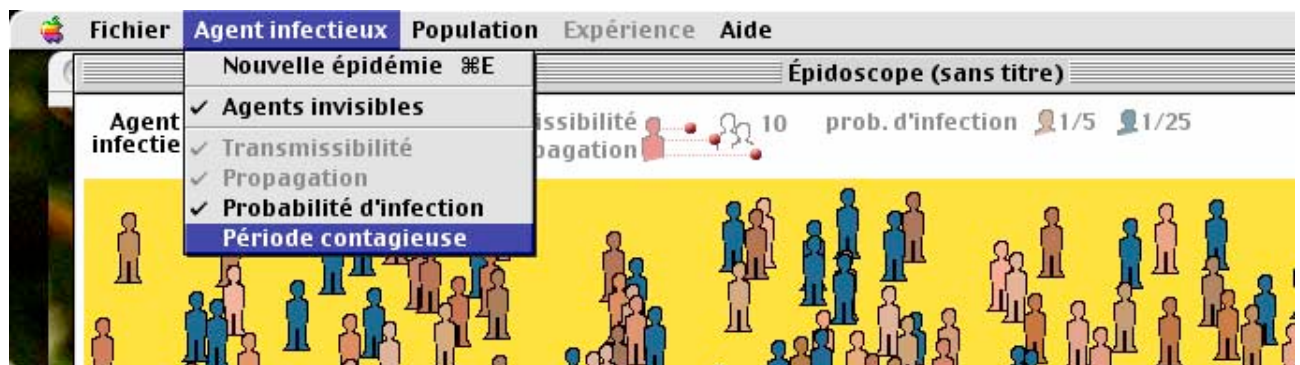 Fichier Agent infectieux Population Expérience Aide
Nouvelle épidémie ⌘E
Épidoscope (sans titre)
Agents invisibles
Agent
infectie
Transmissibilité
Propagation
Probabilité d'infection
Période contagieuse
issibilité
pagation
10
prob. d'infection 1/5 1/25